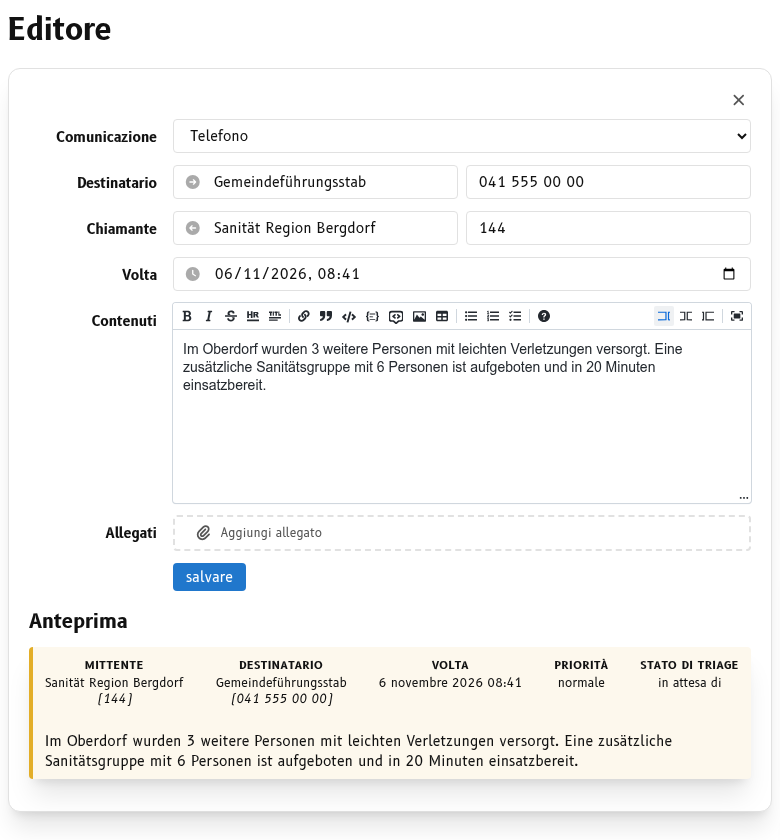 Editore
Comunicazione
Telefono
Destinatario
Gemeindeführungsstab
041 555 00 00
Chiamante
Sanität Region Bergdorf
144
Volta
06/11/2026, 08:41
Contenuti
B I S HR TITL
Im Oberdorf wurden 3 weitere Personen mit leichten Verletzungen versorgt. Eine
zusätzliche Sanitätsgruppe mit 6 Personen ist aufgeboten und in 20 Minuten
einsatzbereit.
Allegati
Aggiungi allegato
salvare
Anteprima
MITTENTE DESTINATARIO VOLTA PRIORITÀ STATO DI TRIAGE
Sanität Region Bergdorf Gemeindeführungsstab 6 novembre 2026 08:41 normale in attesa di
[144] [041 555 00 00]
Im Oberdorf wurden 3 weitere Personen mit leichten Verletzungen versorgt. Eine zusätzliche
Sanitätsgruppe mit 6 Personen ist aufgeboten und in 20 Minuten einsatzbereit.